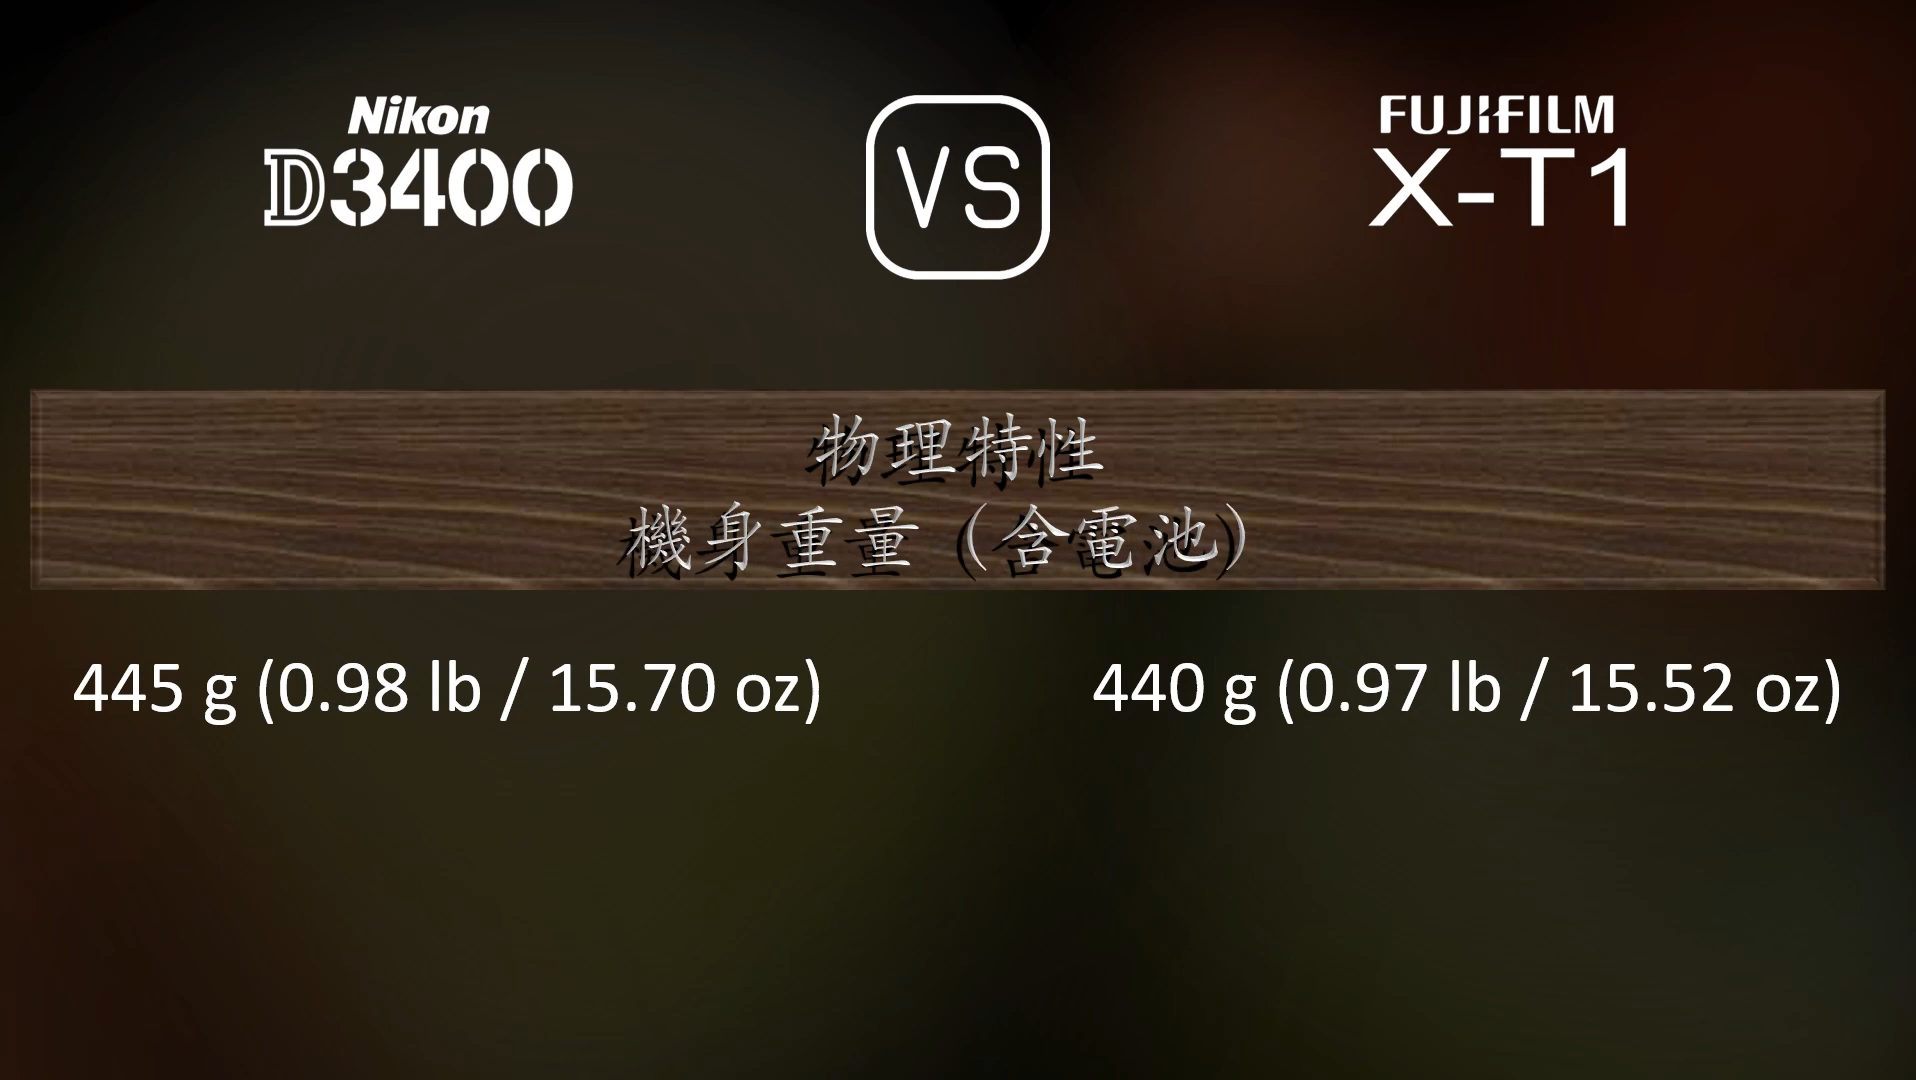 Nikon
D3400
VS
FUJIFILM
X-T1
物理特性
機身重量（含電池）
445 g (0.98 lb / 15.70 oz)
440 g (0.97 lb / 15.52 oz)